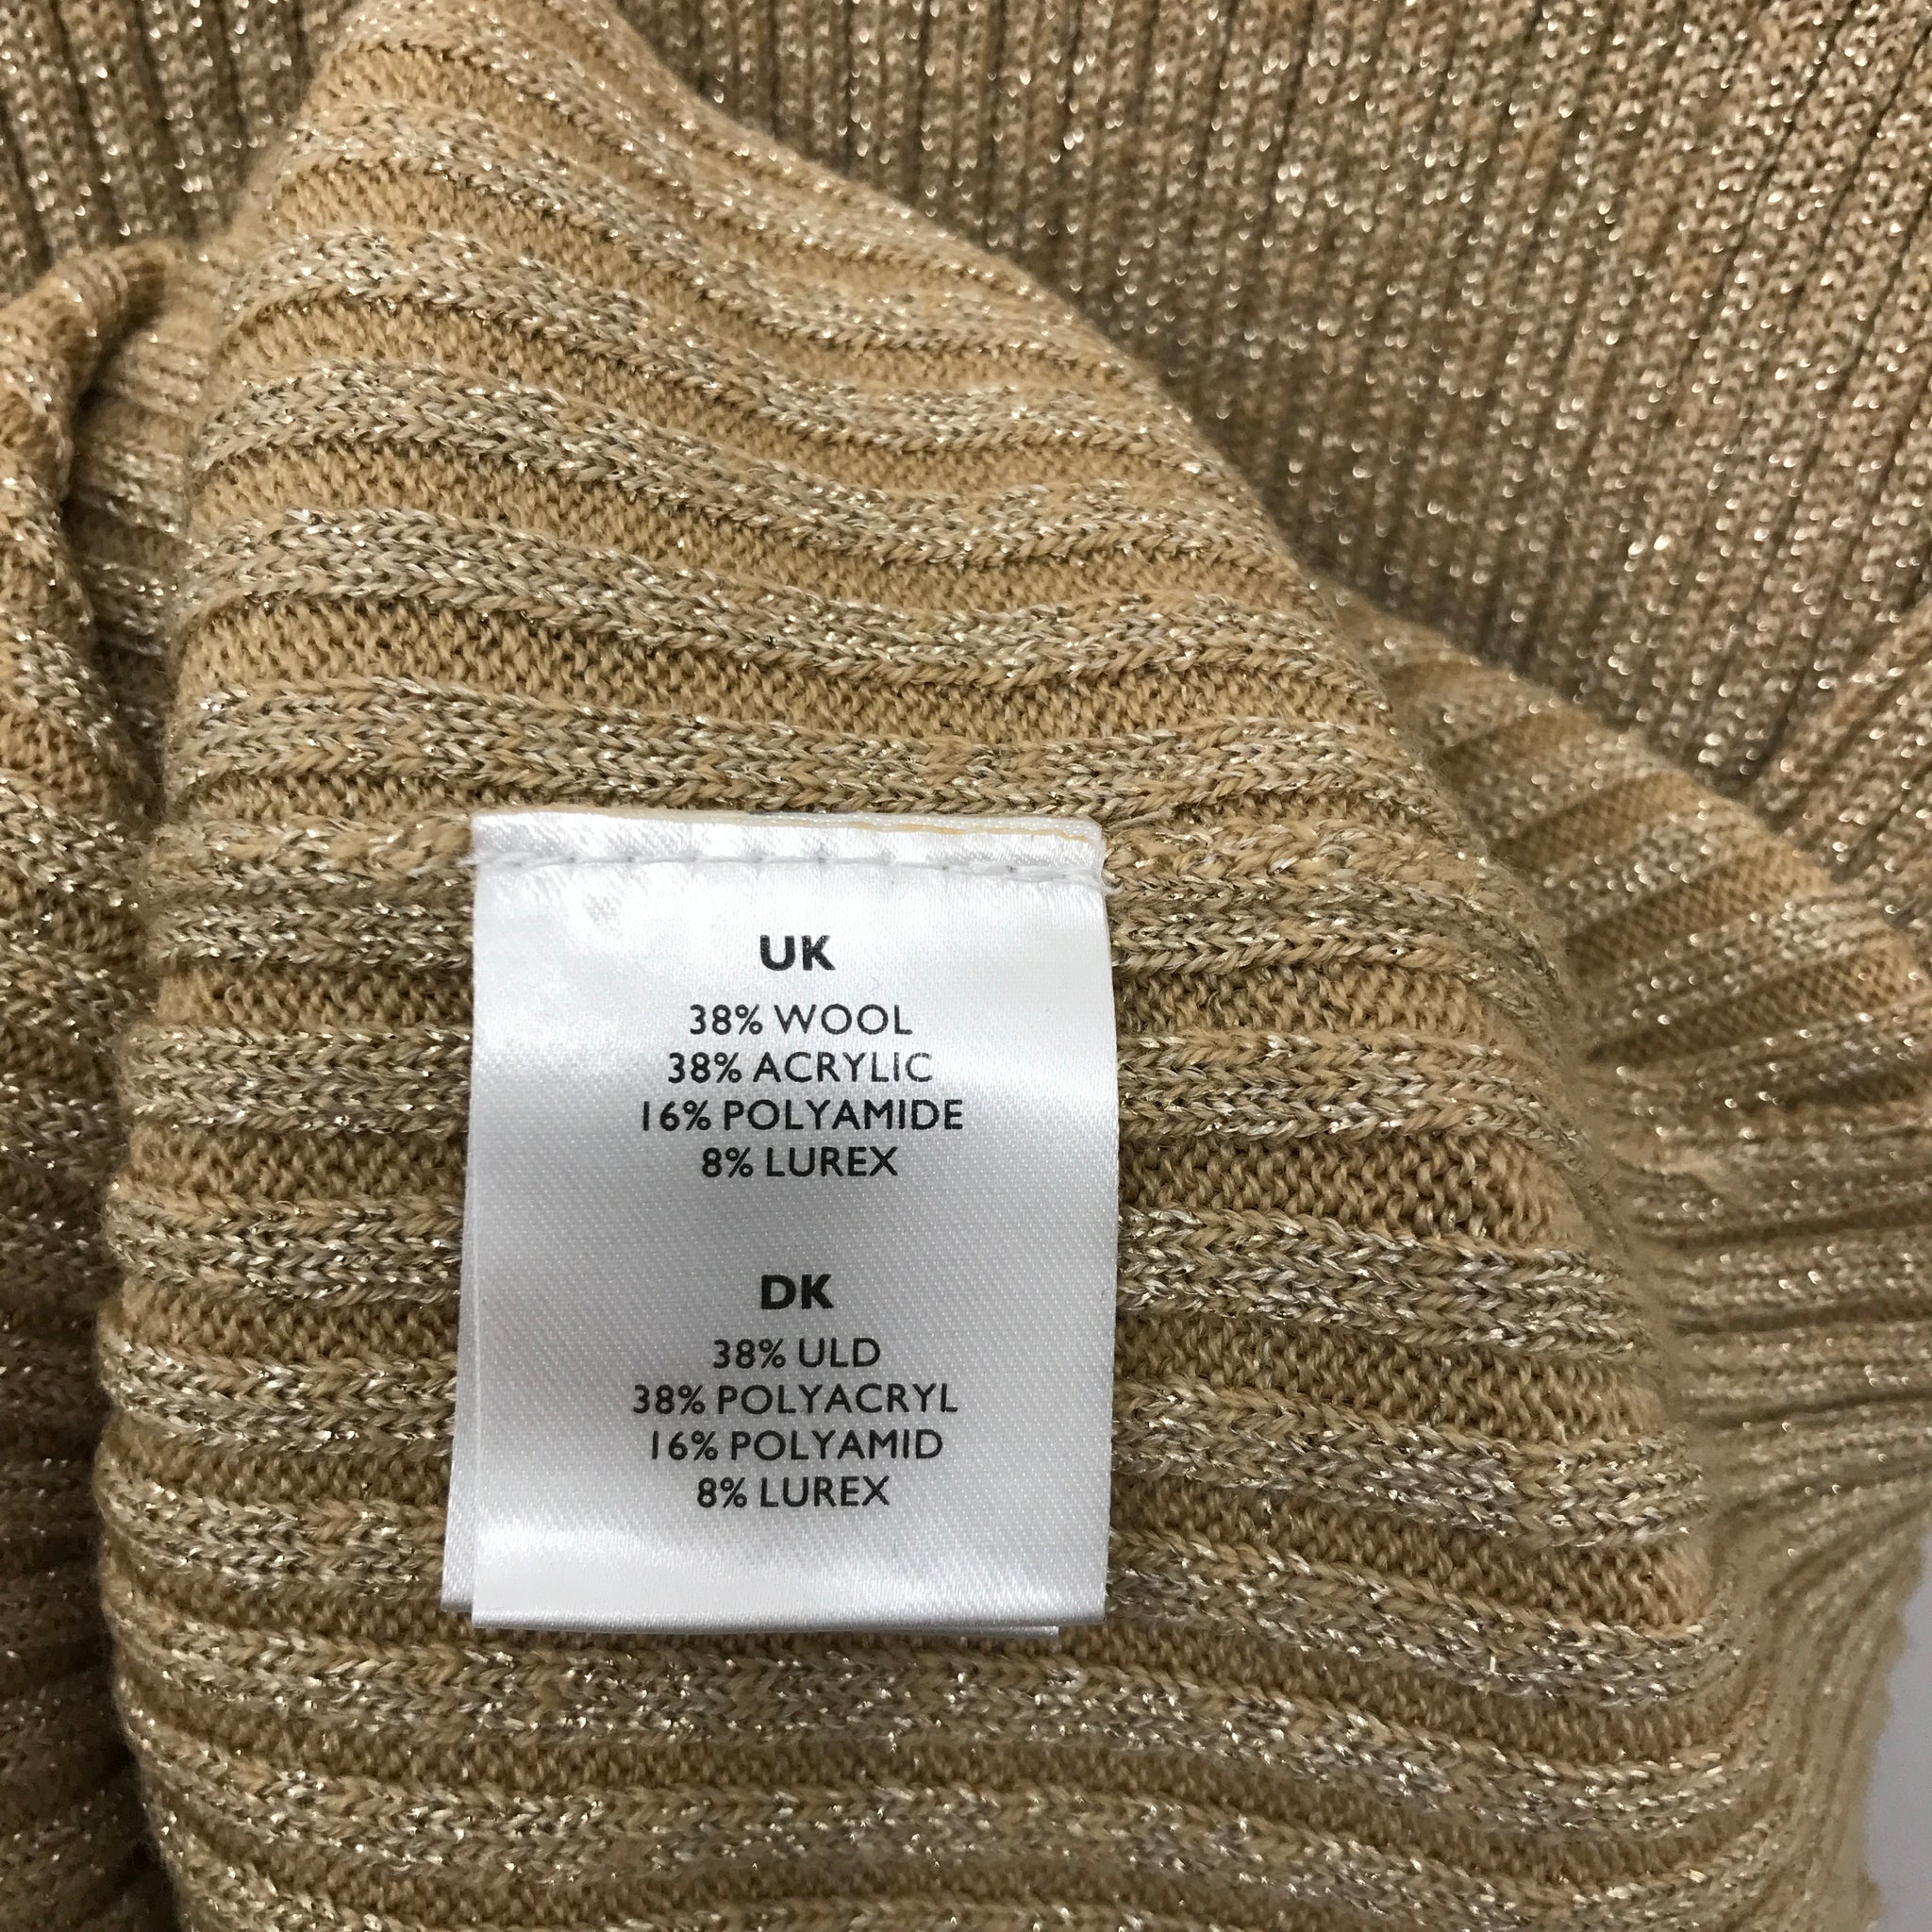 UK
38% WOOL
38% ACRYLIC
16% POLYAMIDE
8% LUREX
DK
38% ULD
38% POLYACRYL
16% POLYAMID
8% LUREX